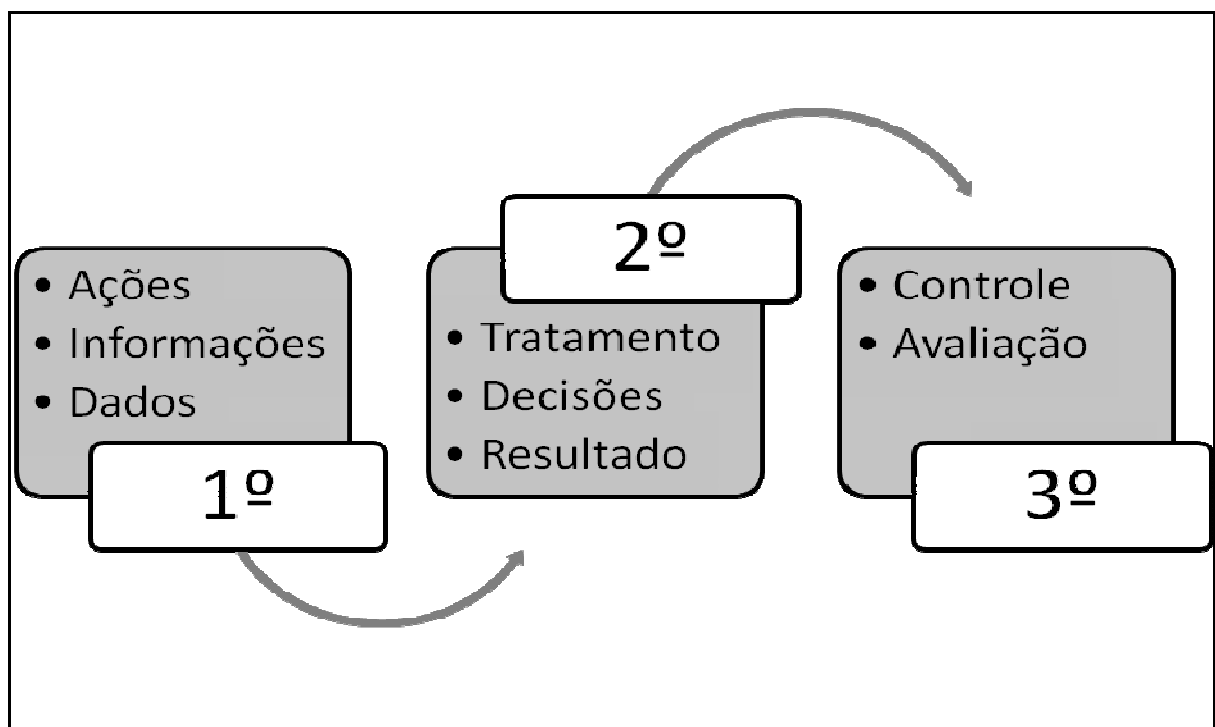 • Ações
• Informações
• Dados
1º
2º
• Tratamento
• Decisões
• Resultado
• Controle
• Avaliação
3º